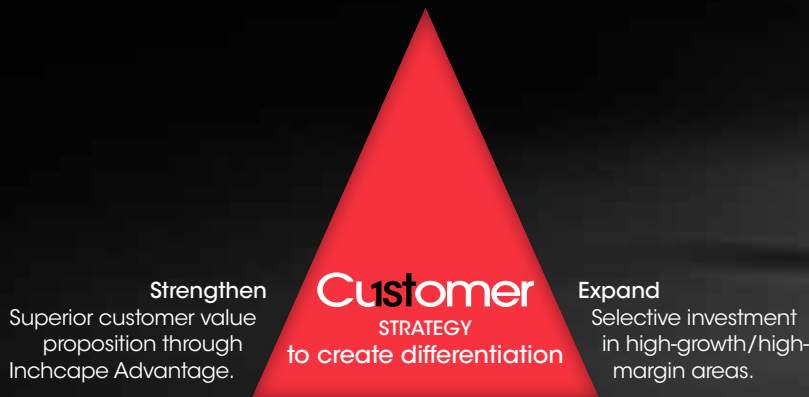 Strengthen
Superior customer value
proposition through
Inchcape Advantage.
Cu1stomer
STRATEGY
to create differentiation
Expand
Selective investment
in high-growth/high-
margin areas.